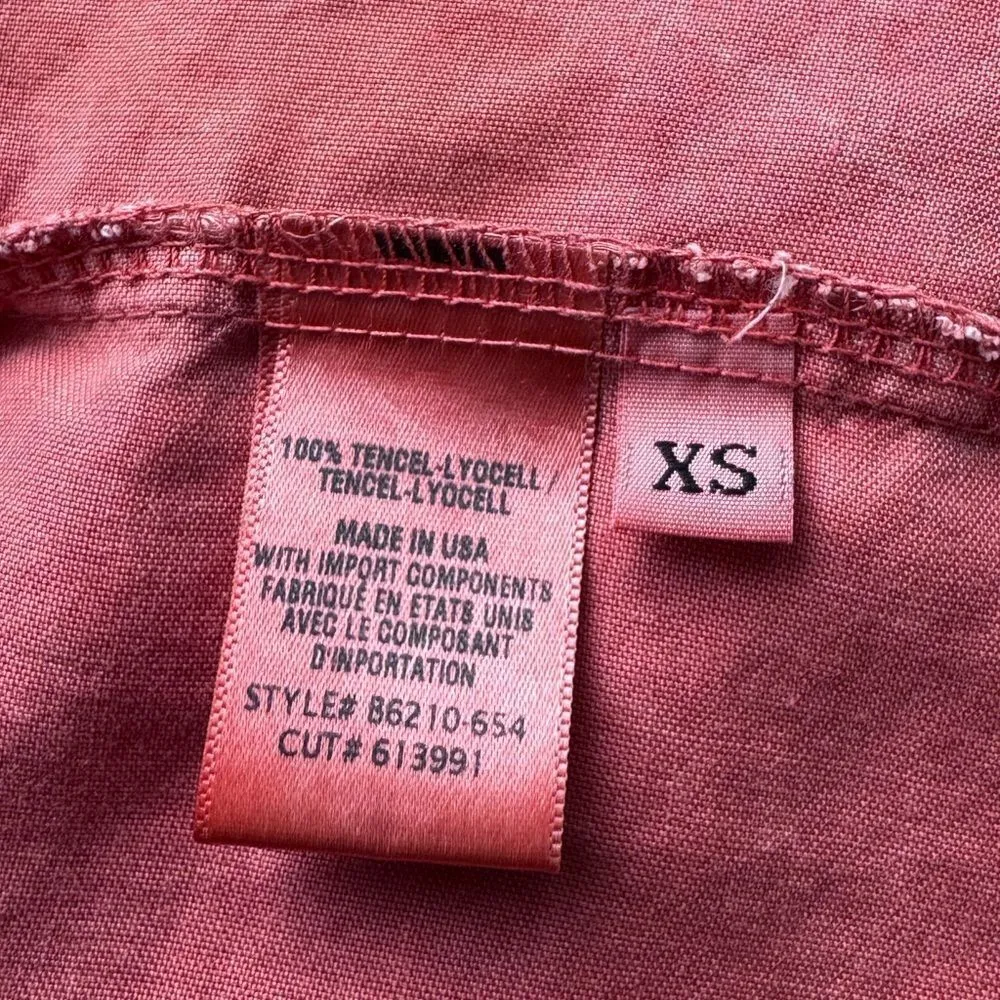 100% TENCEL-LYOCELL /
TENCEL-LYOCELL
MADE IN USA
WITH IMPORT COMPONENTS
FABRIQUÉ EN ETATS UNIS
AVEC LE COMPOSANT
D'INPORTATION
STYLE# 86210-654
CUT# 613991
XS